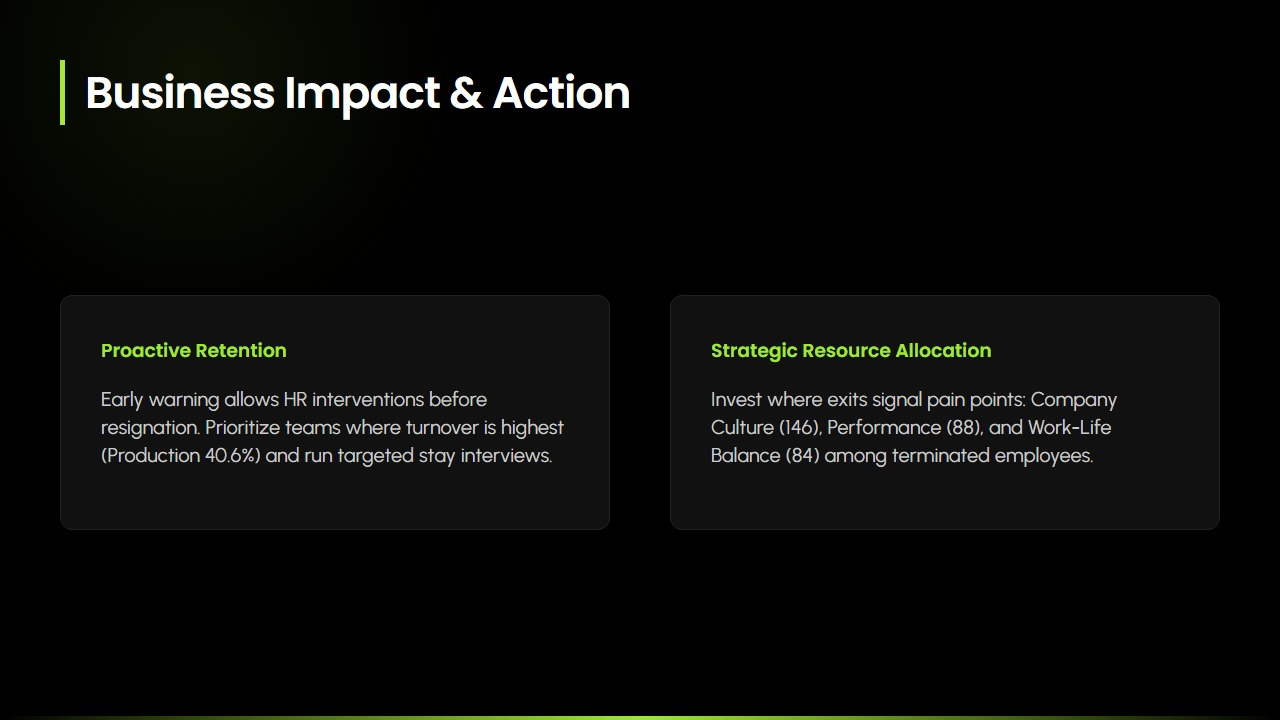 Business Impact & Action
Proactive Retention
Early warning allows HR interventions before
resignation. Prioritize teams where turnover is highest
(Production 40.6%) and run targeted stay interviews.
Strategic Resource Allocation
Invest where exits signal pain points: Company
Culture (146), Performance (88), and Work-Life
Balance (84) among terminated employees.